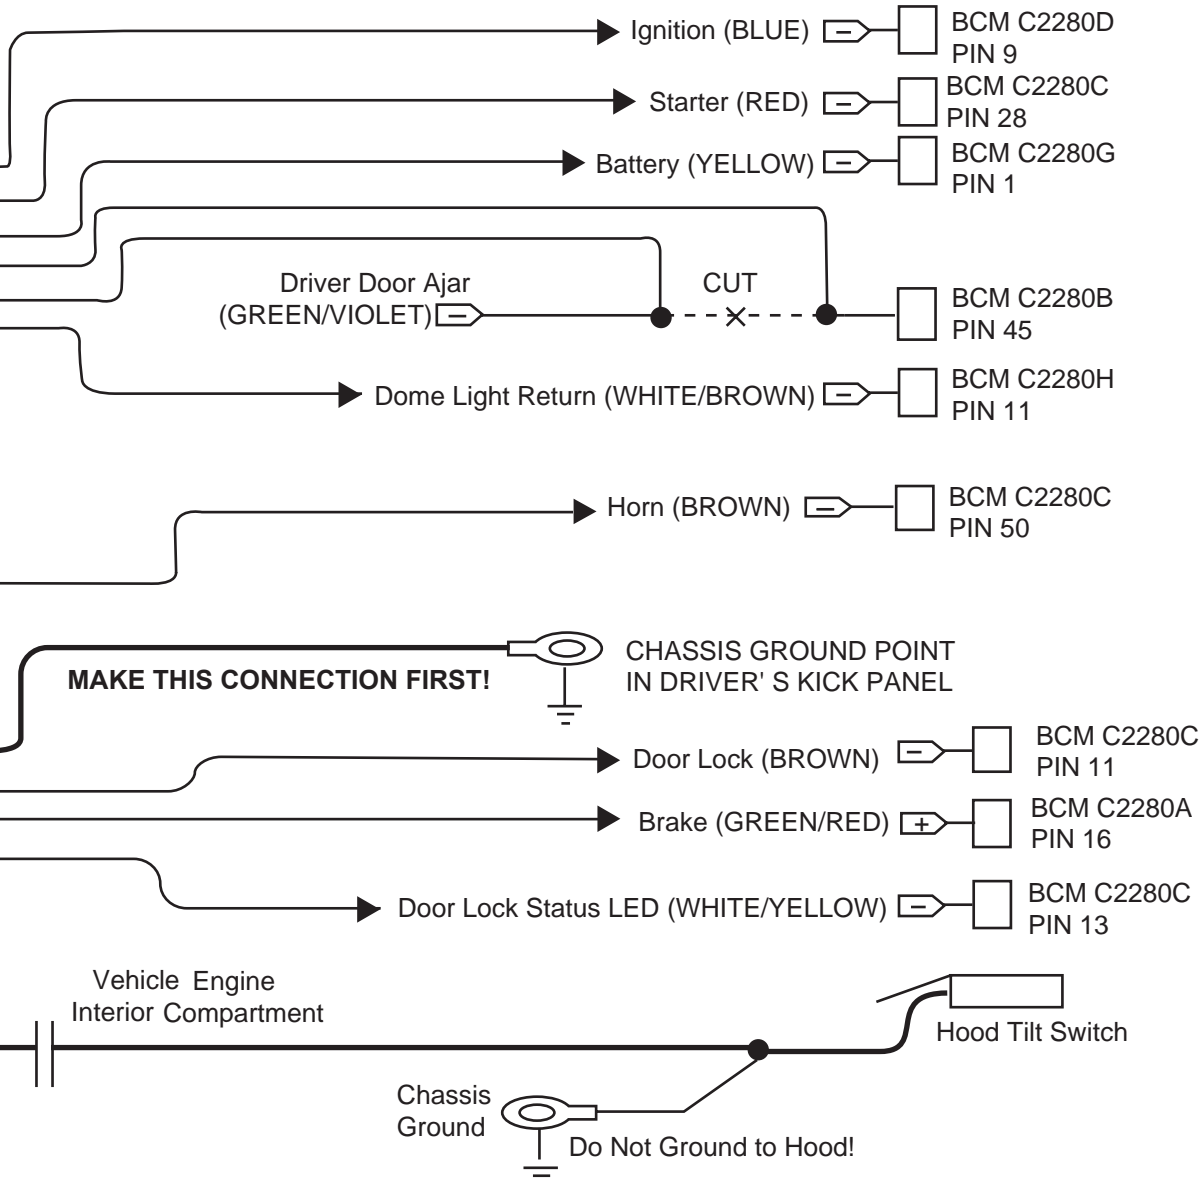 Ignition (BLUE)
−
BCM C2280D
PIN 9
Starter (RED)
−
BCM C2280C
PIN 28
Battery (YELLOW)
−
BCM C2280G
PIN 1
Driver Door Ajar
(GREEN/VIOLET)
−
CUT
BCM C2280B
PIN 45
Dome Light Return (WHITE/BROWN)
−
BCM C2280H
PIN 11
Horn (BROWN)
−
BCM C2280C
PIN 50
MAKE THIS CONNECTION FIRST!
CHASSIS GROUND POINT
IN DRIVER' S KICK PANEL
Door Lock (BROWN)
-
BCM C2280C
PIN 11
Brake (GREEN/RED)
+
BCM C2280A
PIN 16
Door Lock Status LED (WHITE/YELLOW)
-
BCM C2280C
PIN 13
Vehicle Engine
Interior Compartment
Hood Tilt Switch
Chassis
Ground
Do Not Ground to Hood!